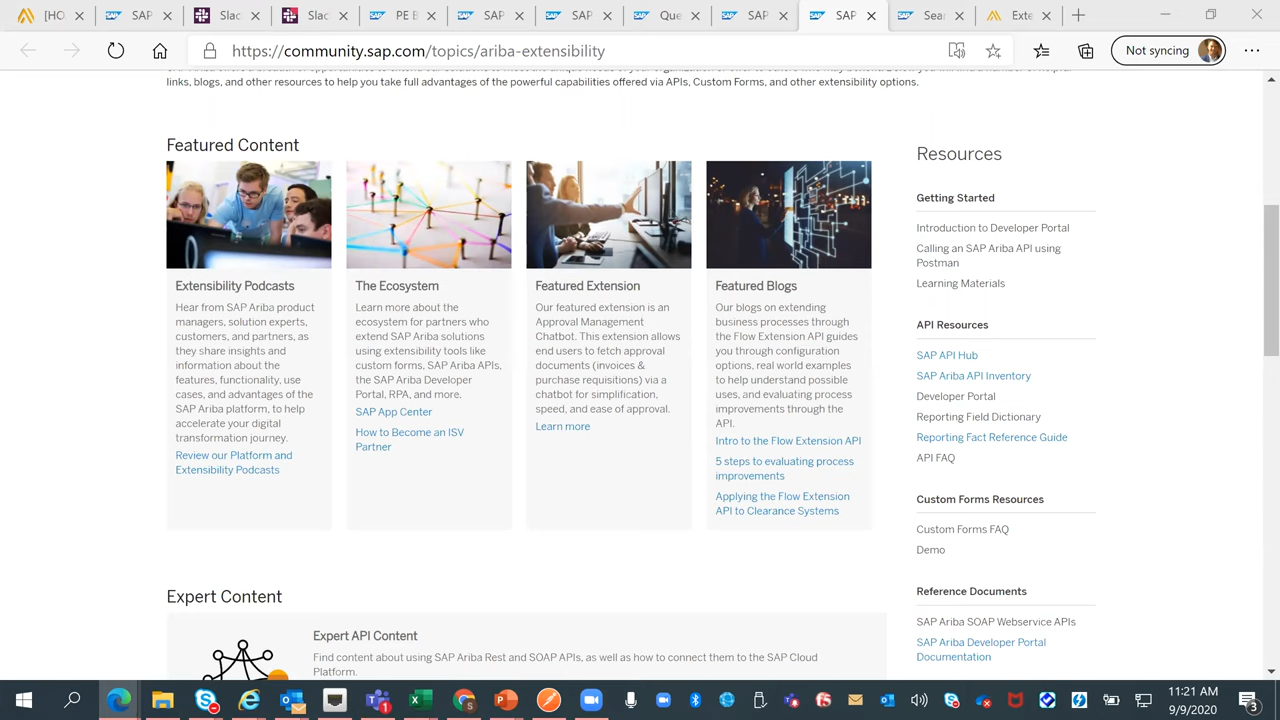 [HO
SAP
Slac
Slac
PE B
SAP
SAP
Que
SAP
SAP
Sear
Exte
https://community.sap.com/topics/ariba-extensibility
Not syncing
links, blogs, and other resources to help you take full advantages of the powerful capabilities offered via APIs, Custom Forms, and other extensibility options.
Featured Content
Extensibility Podcasts
Hear from SAP Ariba product
managers, solution experts,
customers, and partners, as
they share insights and
information about the
features, functionality, use
cases, and advantages of the
SAP Ariba platform, to help
accelerate your digital
transformation journey.
Review our Platform and
Extensibility Podcasts
The Ecosystem
Learn more about the
ecosystem for partners who
extend SAP Ariba solutions
using extensibility tools like
custom forms, SAP Ariba APIs,
the SAP Ariba Developer
Portal, RPA, and more.
SAP App Center
How to Become an ISV
Partner
Featured Extension
Our featured extension is an
Approval Management
Chatbot. This extension allows
end users to fetch approval
documents (invoices &
purchase requisitions) via a
chatbot for simplification,
speed, and ease of approval.
Learn more
Featured Blogs
Our blogs on extending
business processes through
the Flow Extension API guides
you through configuration
options, real world examples
to help understand possible
uses, and evaluating process
improvements through the
API.
Intro to the Flow Extension API
5 steps to evaluating process
improvements
Applying the Flow Extension
API to Clearance Systems
Resources
Getting Started
Introduction to Developer Portal
Calling an SAP Ariba API using
Postman
Learning Materials
API Resources
SAP API Hub
SAP Ariba API Inventory
Developer Portal
Reporting Field Dictionary
Reporting Fact Reference Guide
API FAQ
Custom Forms Resources
Custom Forms FAQ
Demo
Reference Documents
SAP Ariba SOAP Webservice APIs
SAP Ariba Developer Portal
Documentation
Expert Content
Expert API Content
Find content about using SAP Ariba Rest and SOAP APIs, as well as how to connect them to the SAP Cloud
Platform.
11:21 AM
9/9/2020
3